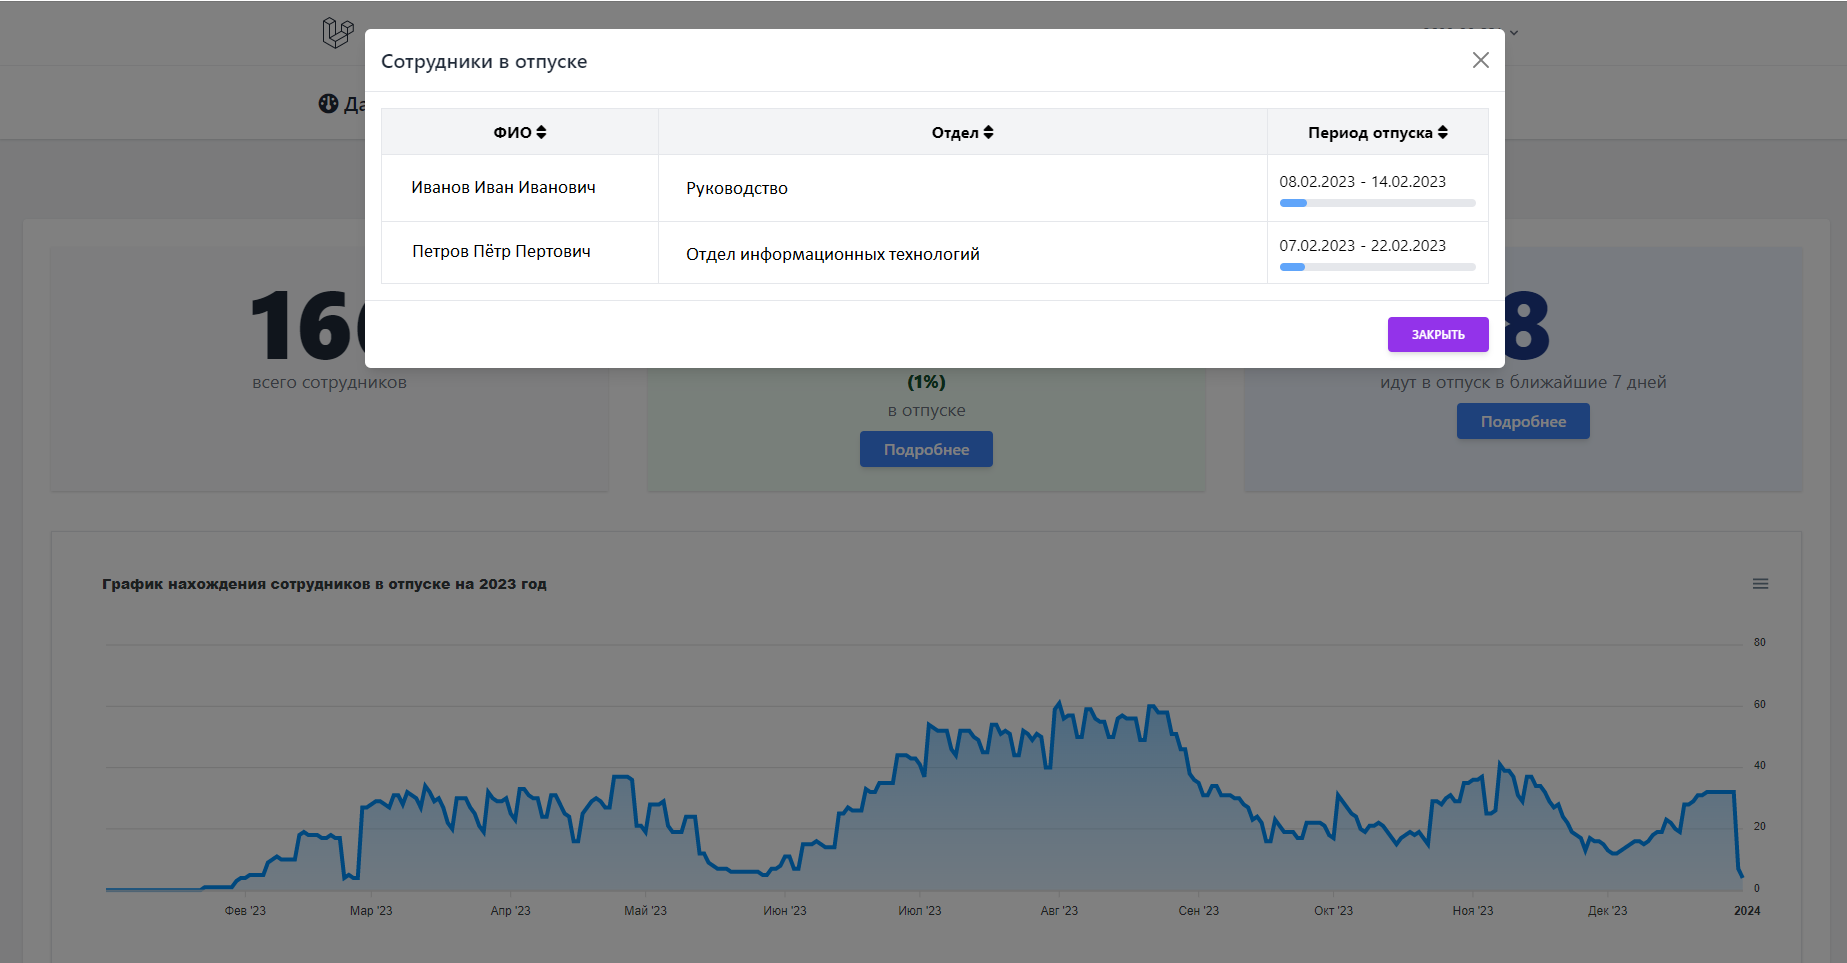 Сотрудники в отпуске
ФИО Отдел Период отпуска
Иванов Иван Иванович Руководство 08.02.2023 - 14.02.2023
Петров Пётр Пертович Отдел информационных технологий 07.02.2023 - 22.02.2023
ЗАКРЫТЬ
всего сотрудников
(1%)
в отпуске
Подробнее
8
идут в отпуск в ближайшие 7 дней
Подробнее
График нахождения сотрудников в отпуске на 2023 год
80
60
40
20
0
Фев '23 Мар '23 Апр '23 Май '23 Июн '23 Июл '23 Авг '23 Сен '23 Окт '23 Ноя '23 Дек '23 2024